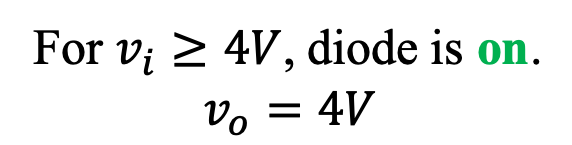 For vᵢ ≥ 4V, diode is on.
vₒ = 4V